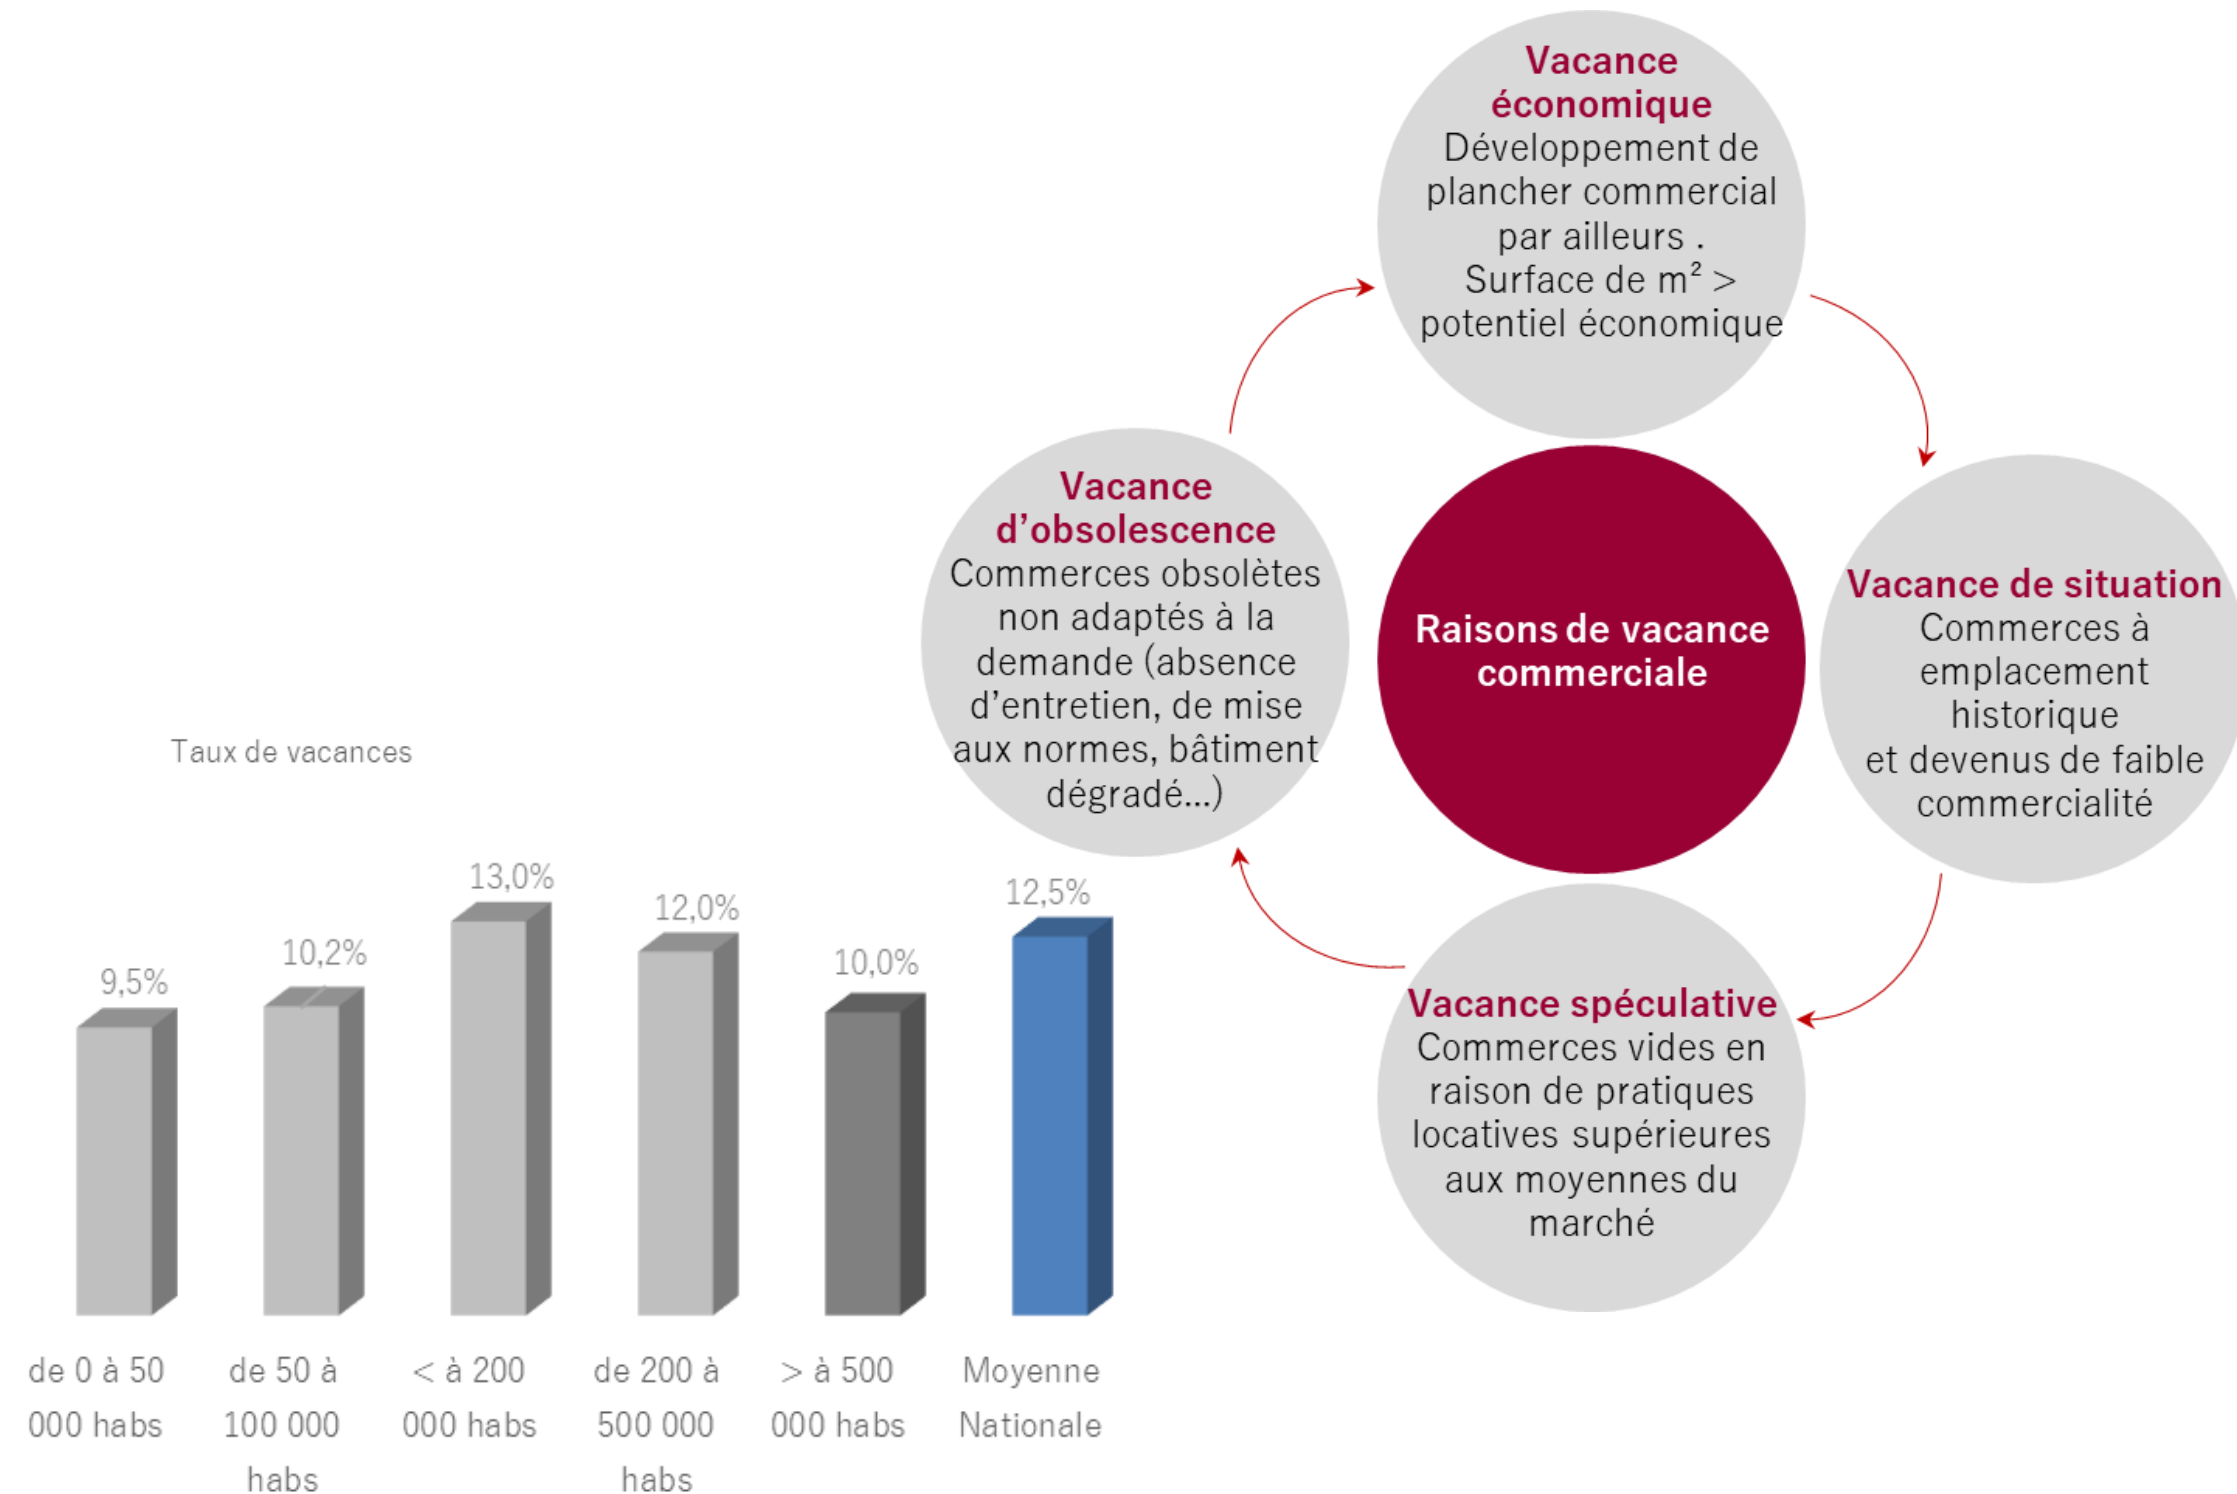 Vacance
économique
Développement de
plancher commercial
par ailleurs .
Surface de m² >
potentiel économique
Vacance
d’obsolescence
Commerces obsolètes
non adaptés à la
demande (absence
d’entretien, de mise
aux normes, bâtiment
dégradé...)
Raisons de vacance
commerciale
Vacance de situation
Commerces à
emplacement
historique
et devenus de faible
commercialité
Vacance spéculative
Commerces vides en
raison de pratiques
locatives supérieures
aux moyennes du
marché
Taux de vacances
9,5%
10,2%
13,0%
12,0%
10,0%
12,5%
de 0 à 50
000 habs
de 50 à
100 000
habs
< à 200
000 habs
de 200 à
500 000
habs
> à 500
000 habs
Moyenne
Nationale